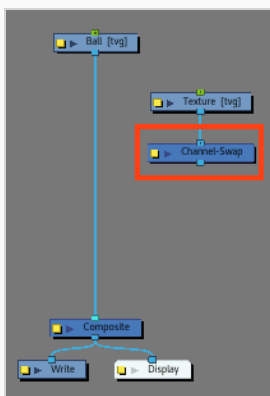 Ball [tvg]
Texture [tvg]
Channel-Swap
Composite
Write
Display